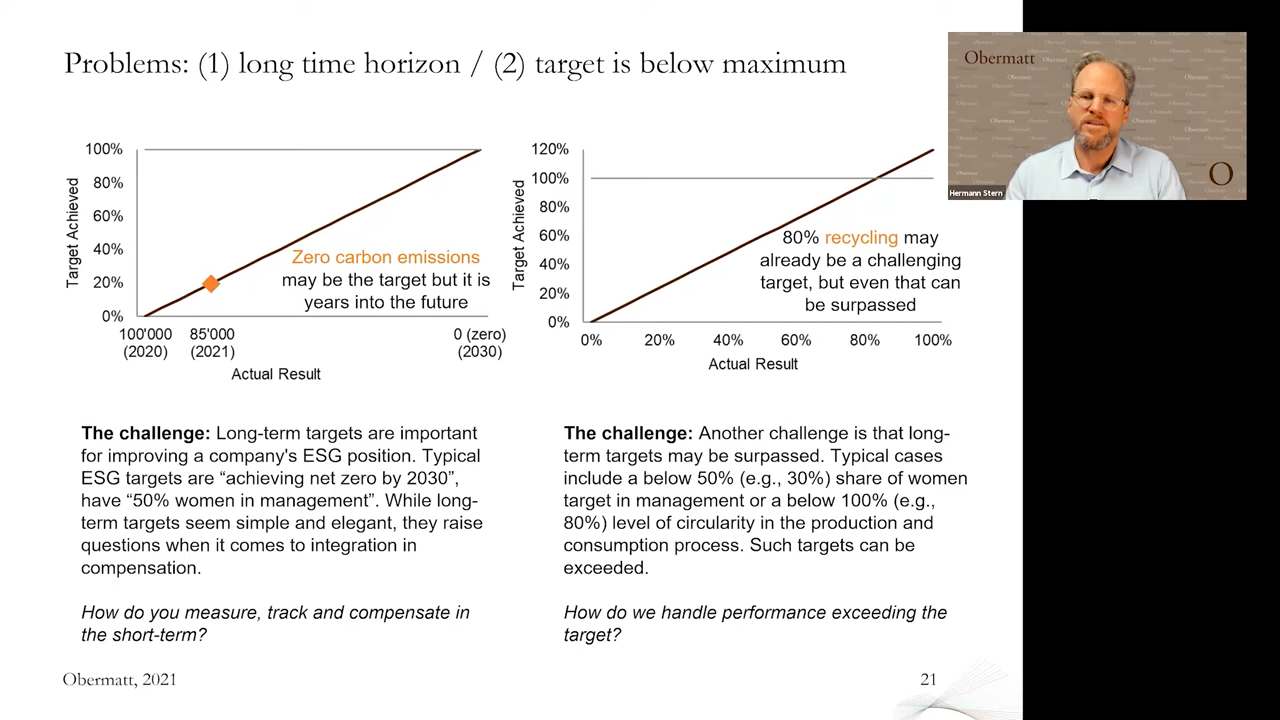 Problems: (1) long time horizon / (2) target is below maximum
Target Achieved
100%
80%
60%
40%
20%
0%
Zero carbon emissions
may be the target but it is
years into the future
100'000
(2020)
85'000
(2021)
0 (zero)
(2030)
Actual Result
Target Achieved
120%
100%
80%
60%
40%
20%
0%
80% recycling may
already be a challenging
target, but even that can
be surpassed
0%
20%
40%
60%
80%
100%
Actual Result
The challenge: Long-term targets are important
for improving a company's ESG position. Typical
ESG targets are “achieving net zero by 2030”,
have “50% women in management”. While long-
term targets seem simple and elegant, they raise
questions when it comes to integration in
compensation.
How do you measure, track and compensate in
the short-term?
The challenge: Another challenge is that long-
term targets may be surpassed. Typical cases
include a below 50% (e.g., 30%) share of women
target in management or a below 100% (e.g.,
80%) level of circularity in the production and
consumption process. Such targets can be
exceeded.
How do we handle performance exceeding the
target?
Obermatt, 2021
21
Obermatt
O
Hermann Stern